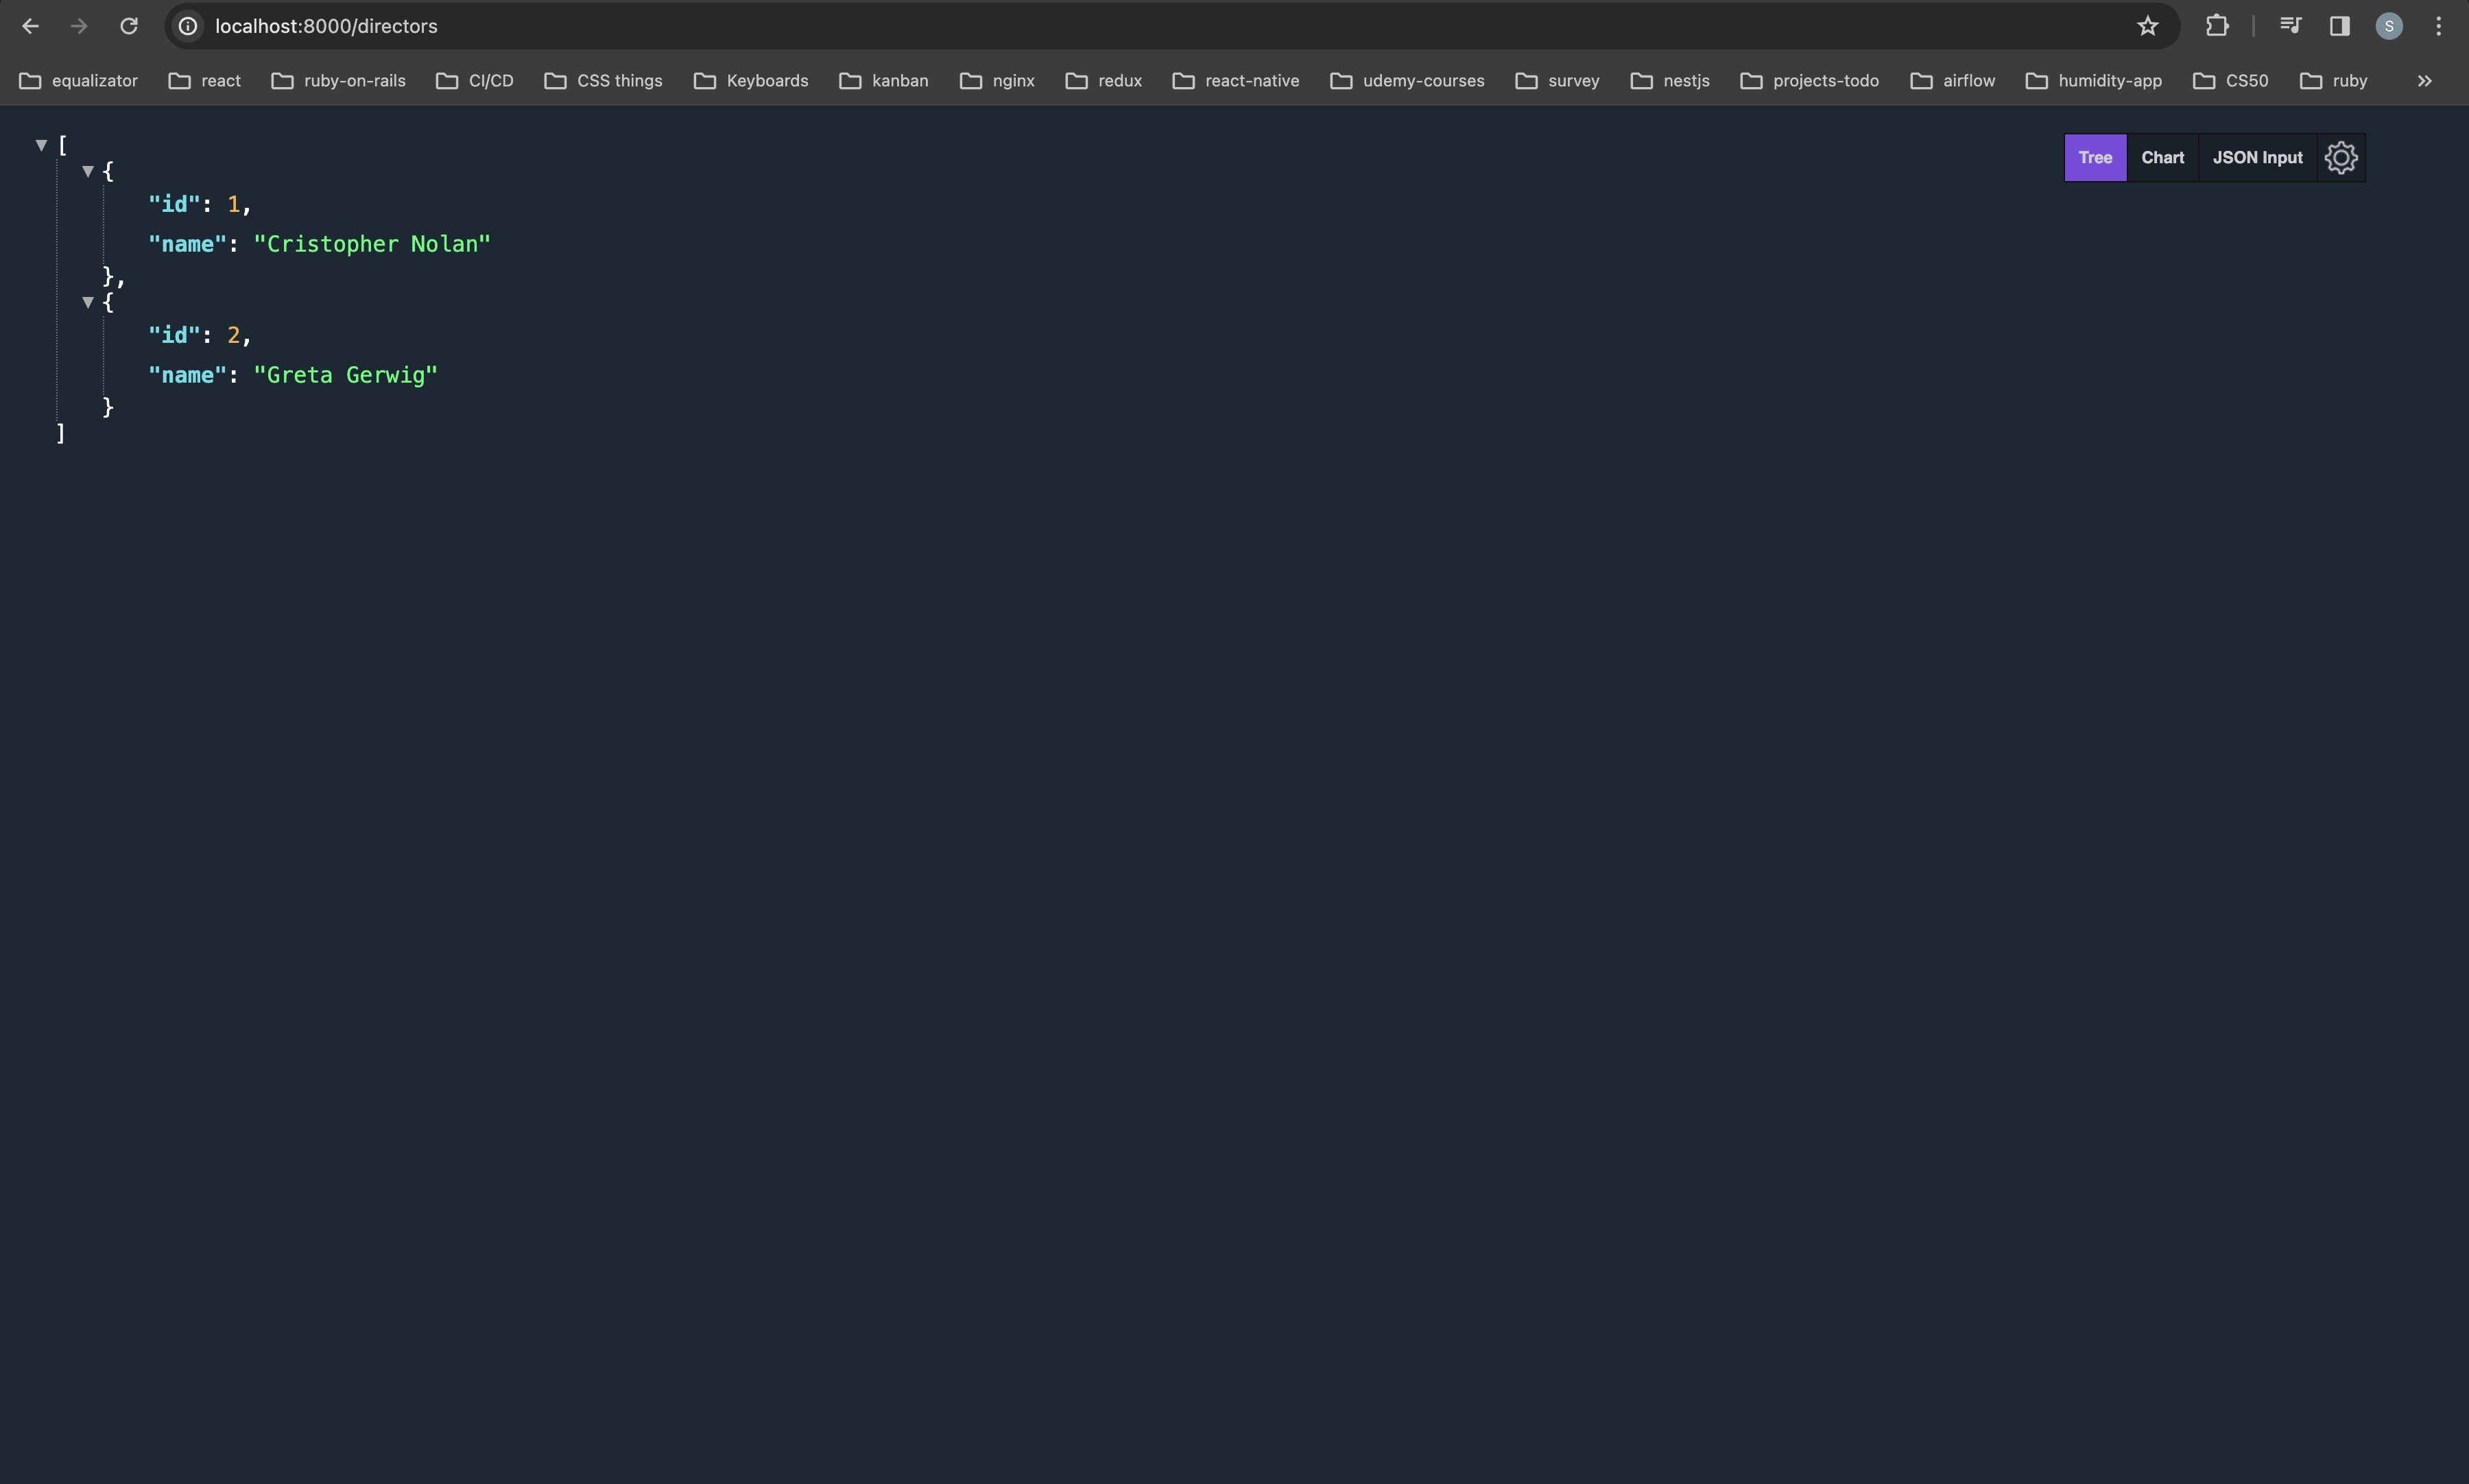 localhost:8000/directors
S
equalizator react ruby-on-rails CI/CD CSS things Keyboards kanban nginx redux react-native udemy-courses survey nestjs projects-todo airflow humidity-app CS50 ruby
[
Tree Chart JSON Input
{
"id": 1,
"name": "Cristopher Nolan"
},
{
"id": 2,
"name": "Greta Gerwig"
}
]